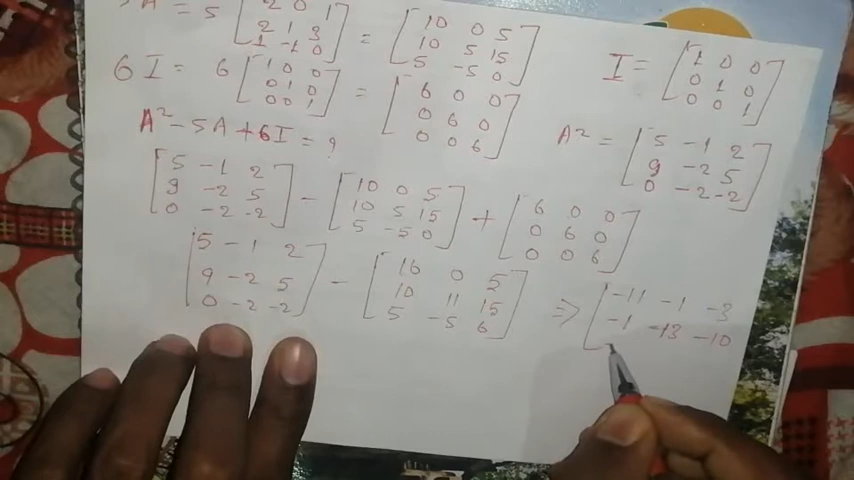 5A = 5 [2 0 1 = [10 0 5
2 1 3 10 5 15
1 -1 0] 5 -5 0]
6 I = 6 [1 0 0 = [6 0 0 I = [1 0 0
0 1 0 0 6 0 0 1 0
0 0 1] 0 0 6] 0 0 1]
A² - 5A + 6I = ? A² = [5 -1 2
9 -2 5
0 -2 -2]
[5 -1 2 - [10 0 5 + [6 0 0
9 -2 5 10 5 15 0 6 0
0 -2 -2] 5 -5 0] 0 0 6]
[5 -1 2 - [16 0 5 ⇒ [-11 -1 -3
9 -2 5 10 11 15 -1 -13 -10
0 -2 -2] 5 -5 6]